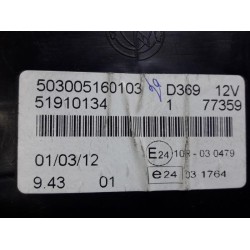 503005160103 D369 12V
51910134 1 77359
01/03/12 E24 10R - 03 0479
9.43 01 e24 03 1764